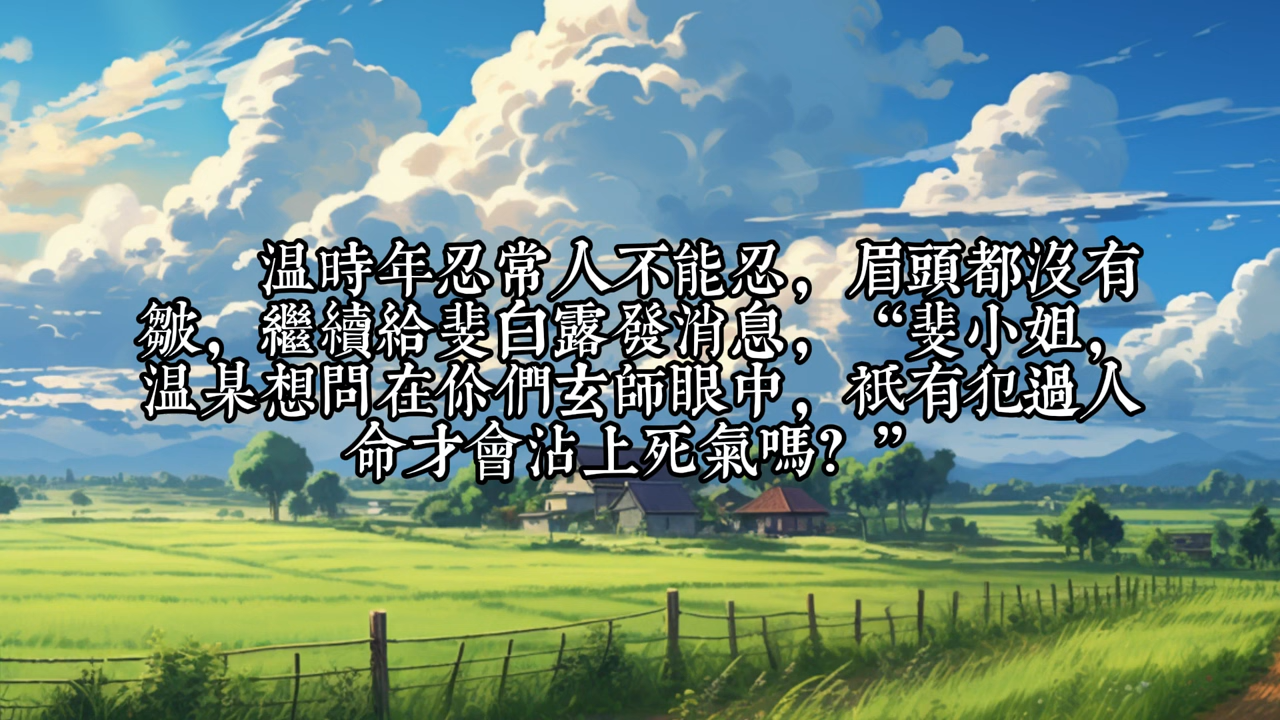 温時年忍常人不能忍，眉頭都沒有
皺，繼續給斐白露發消息，“斐小姐，
温某想問在你們玄師眼中，祇有犯過人
命才會沾上死氣嗎？”